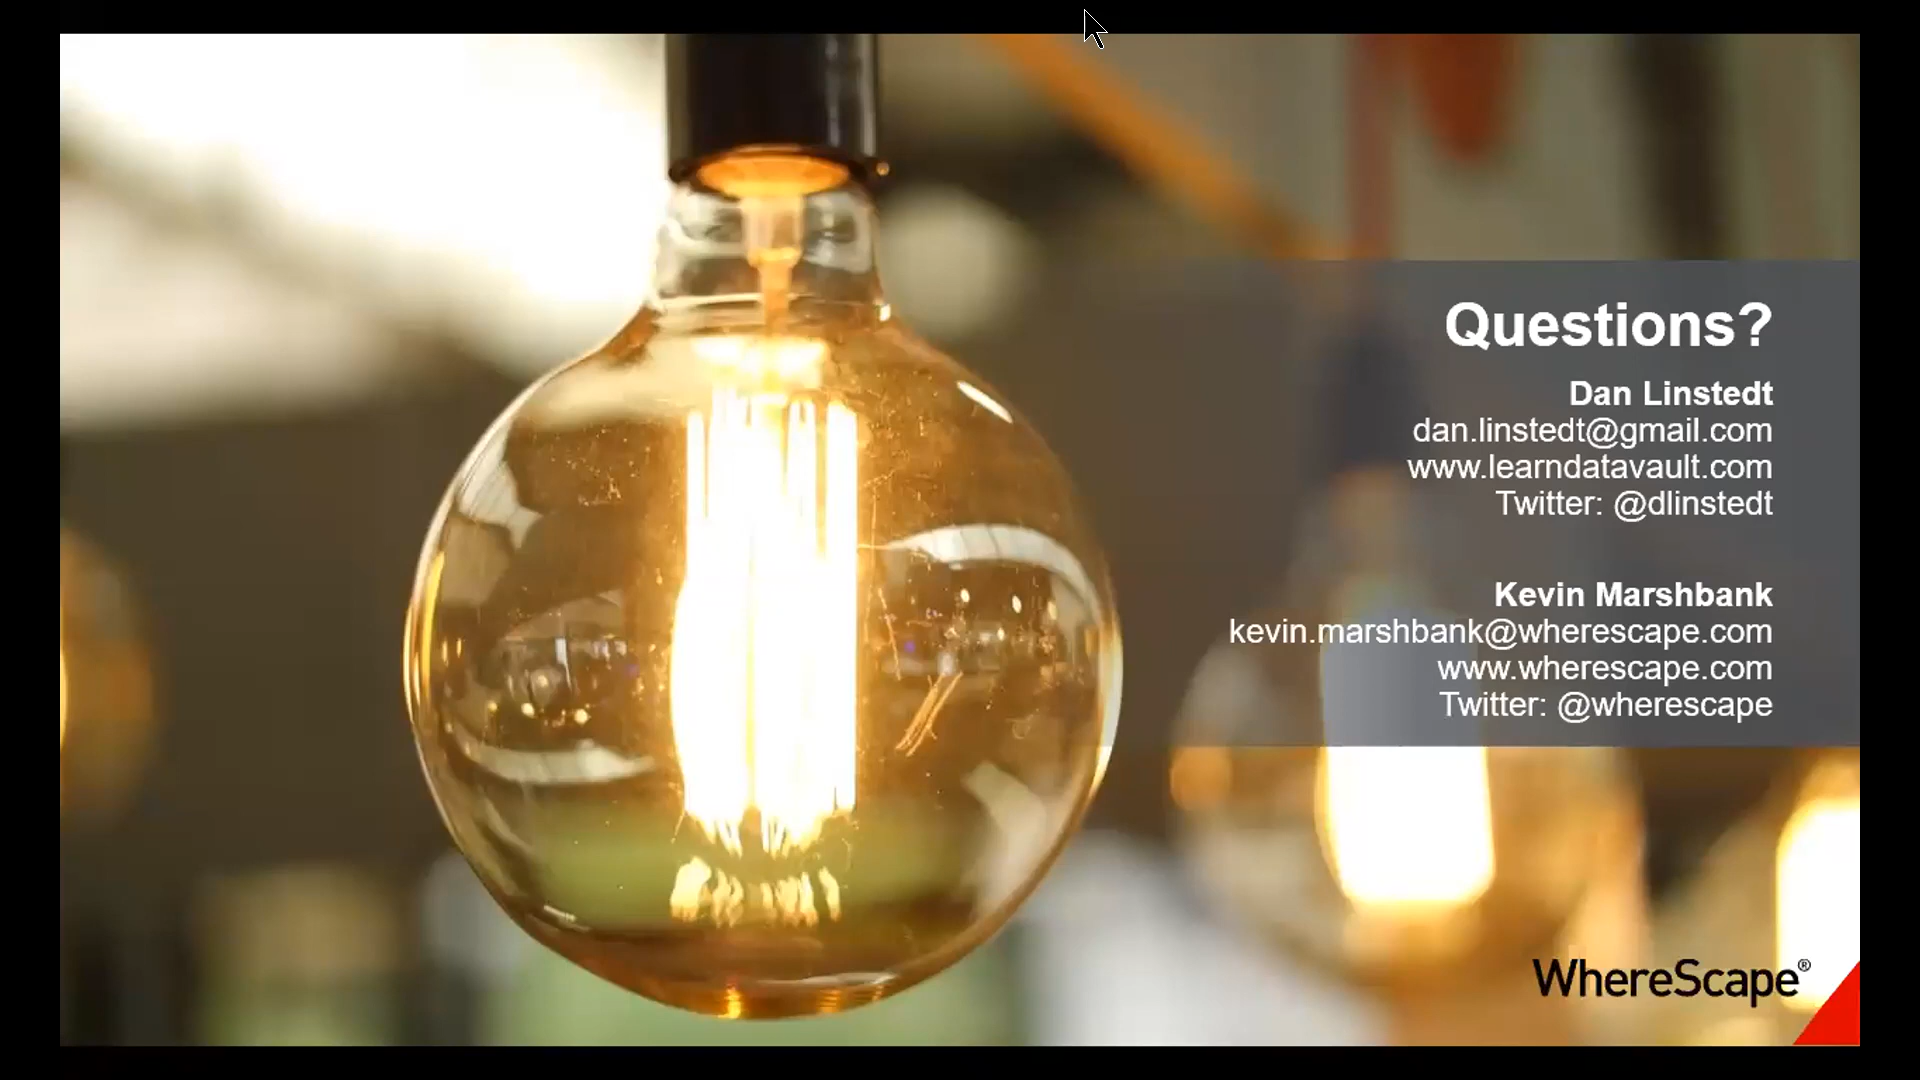 Questions?
Dan Linstedt
dan.linstedt@gmail.com
www.learndatavault.com
Twitter: @dlinstedt
Kevin Marshbank
kevin.marshbank@wherescape.com
www.wherescape.com
Twitter: @wherescape
WhereScape®